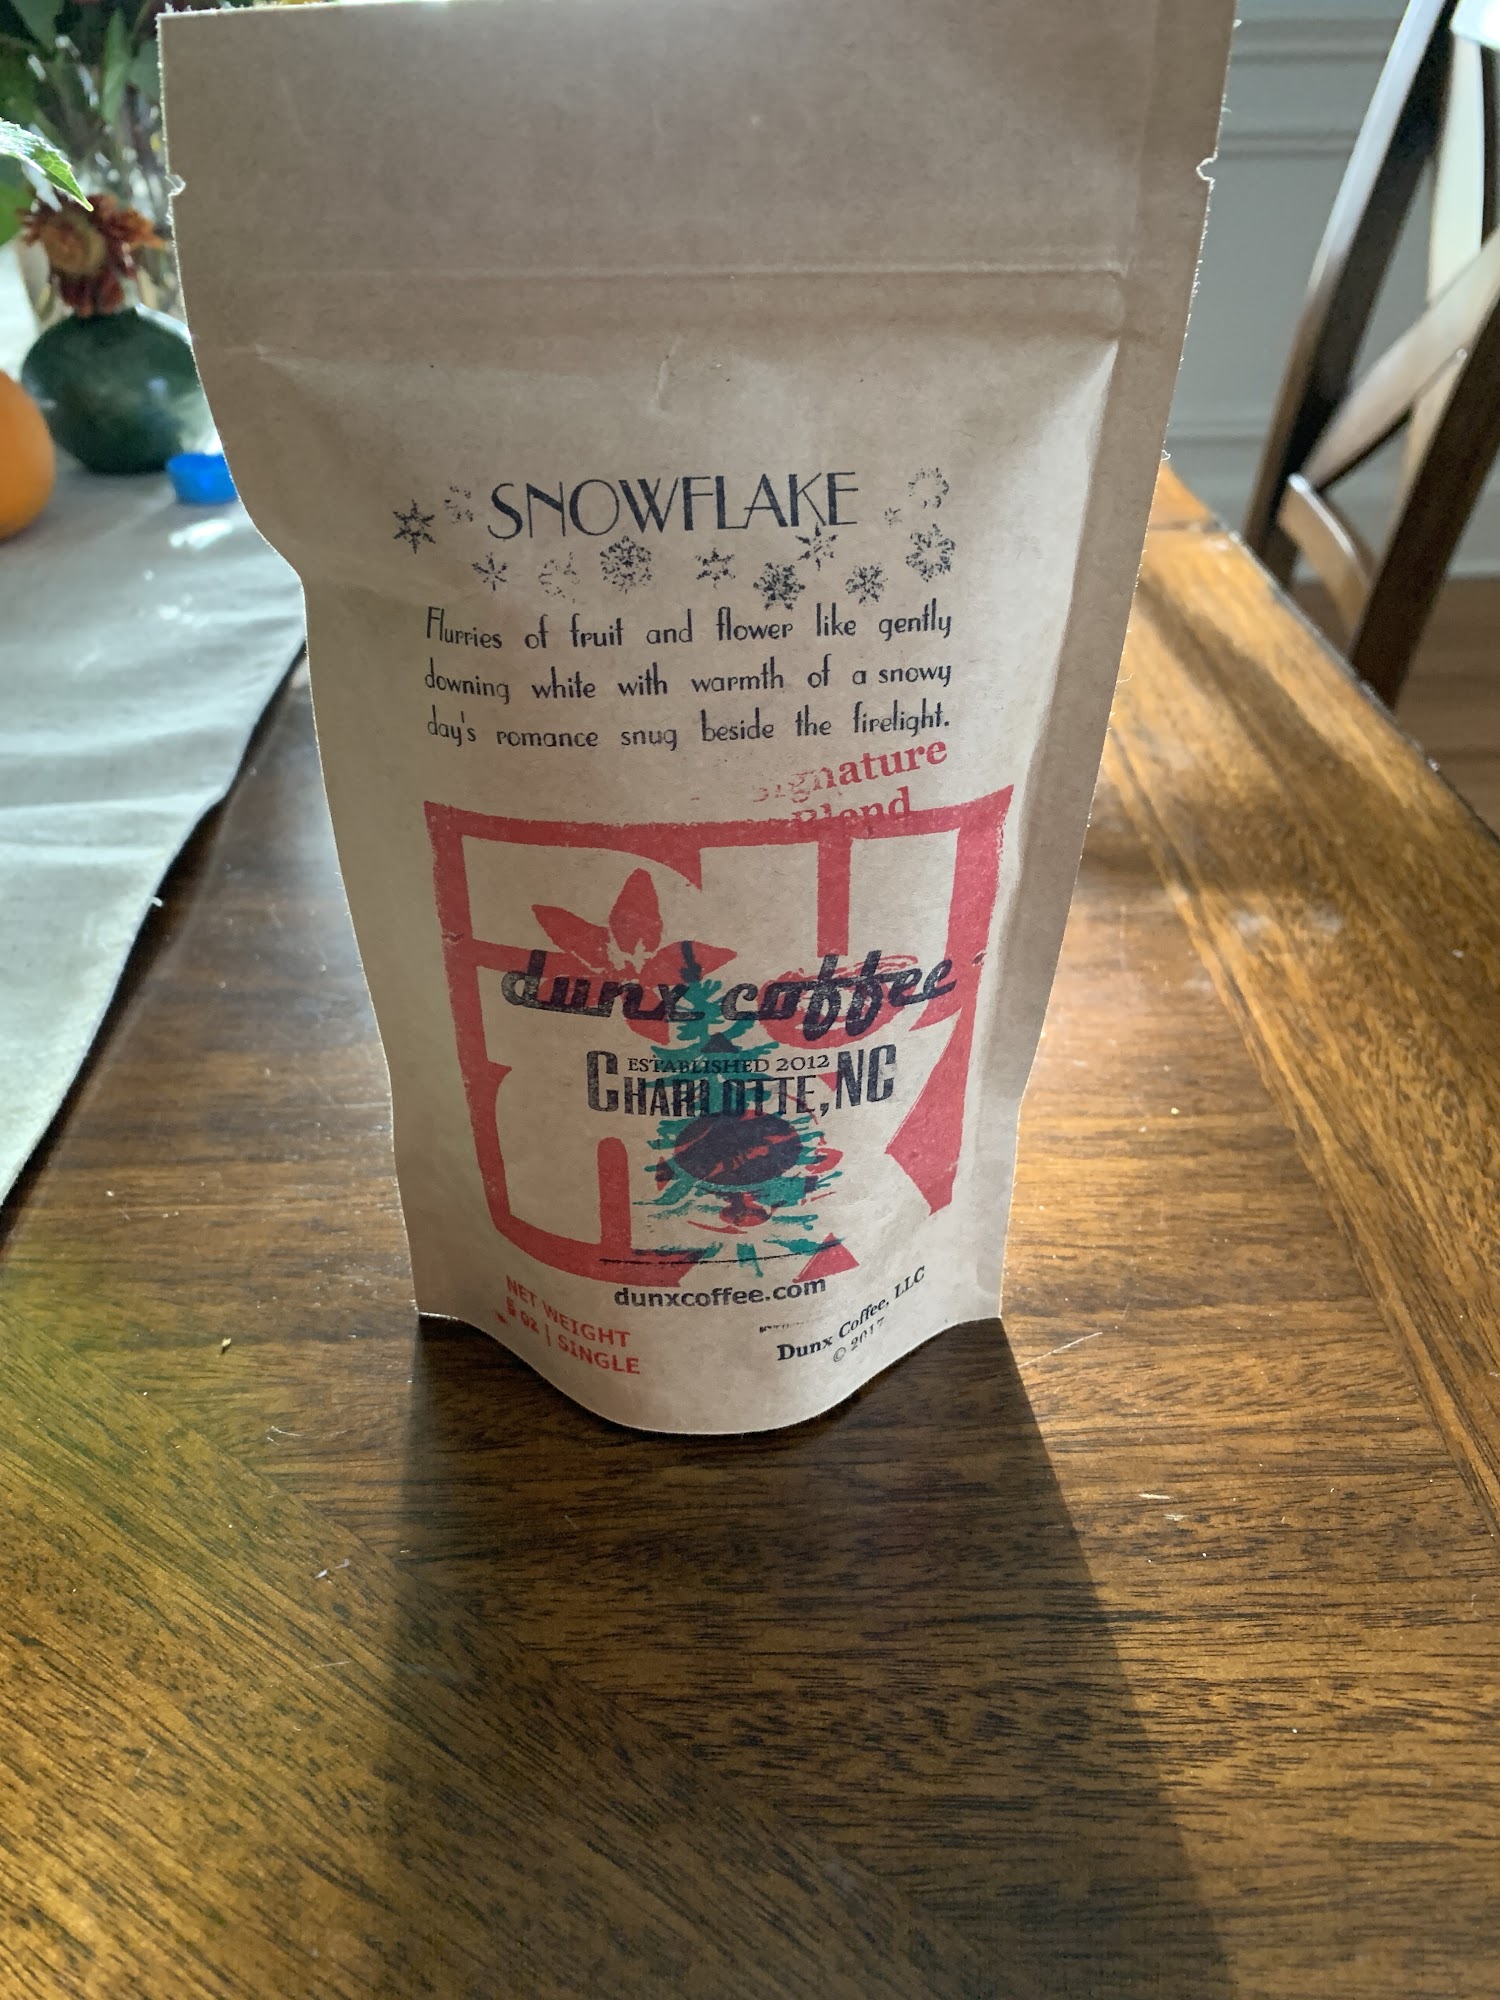 SNOWFLAKE
Flurries of fruit and flower like gently
downing white with warmth of a snowy
day's romance snug beside the firelight.
Signature
Blend
dunx coffee
ESTABLISHED 2012
CHARLOTTE, NC
dunxcoffee.com
NET WEIGHT
oz | SINGLE
Dunx Coffee, LLC
© 2017